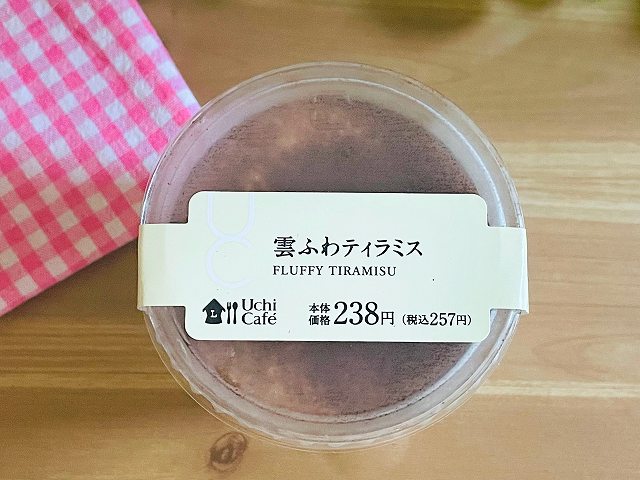 UC
雲ふわティラミス
FLUFFY TIRAMISU
L
Uchi
Café
本体
価格 238円 (税込257円)